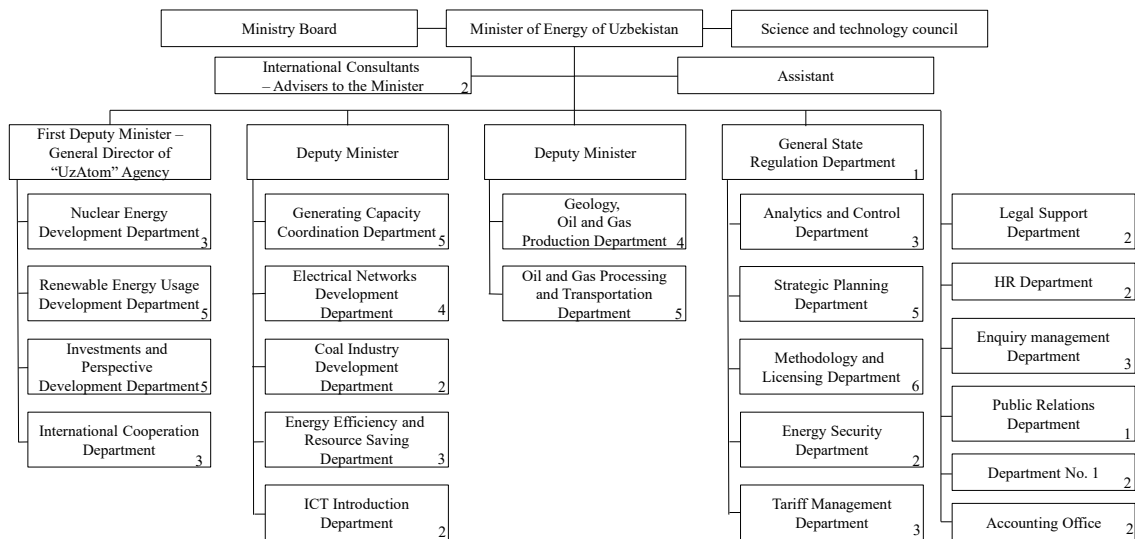 Ministry Board
Minister of Energy of Uzbekistan
Science and technology council
International Consultants
– Advisers to the Minister
2
Assistant
First Deputy Minister –
General Director of
“UzAtom” Agency
Nuclear Energy
Development Department
3
Renewable Energy Usage
Development Department
5
Investments and
Perspective
Development Department
5
International Cooperation
Department
3
Deputy Minister
Generating Capacity
Coordination Department
5
Electrical Networks
Development
Department
4
Coal Industry
Development
Department
2
Energy Efficiency and
Resource Saving
Department
3
ICT Introduction
Department
2
Deputy Minister
Geology,
Oil and Gas
Production Department
4
Oil and Gas Processing
and Transportation
Department
5
General State
Regulation Department
1
Analytics and Control
Department
3
Strategic Planning
Department
5
Methodology and
Licensing Department
6
Energy Security
Department
2
Tariff Management
Department
3
Legal Support
Department
2
HR Department
2
Enquiry management
Department
3
Public Relations
Department
1
Department No. 1
2
Accounting Office
2